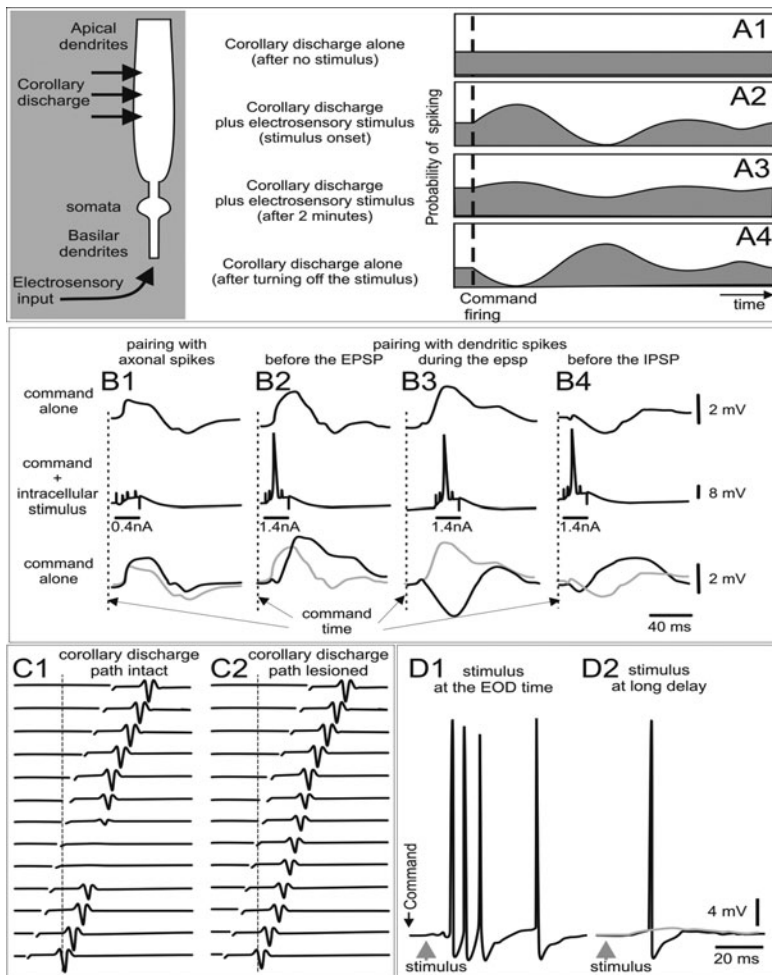 Apical
dendrites
Corollary
discharge
somata
Basilar
dendrites
Electrosensory
input
Corollary discharge alone
(after no stimulus)
Corollary discharge
plus electrosensory stimulus
(stimulus onset)
Corollary discharge
plus electrosensory stimulus
(after 2 minutes)
Corollary discharge alone
(after turning off the stimulus)
Probability of spiking
A1
A2
A3
A4
Command
firing
time
pairing with
axonal spikes
pairing with dendritic spikes
before the EPSP
during the epsp
before the IPSP
B1
B2
B3
B4
command
alone
2 mV
command
+
intracellular
stimulus
8 mV
0.4nA
1.4nA
1.4nA
1.4nA
command
alone
2 mV
command
time
40 ms
C1
corollary discharge
path intact
C2
corollary discharge
path lesioned
D1
stimulus
at the EOD time
D2
stimulus
at long delay
Command
stimulus
stimulus
4 mV
20 ms